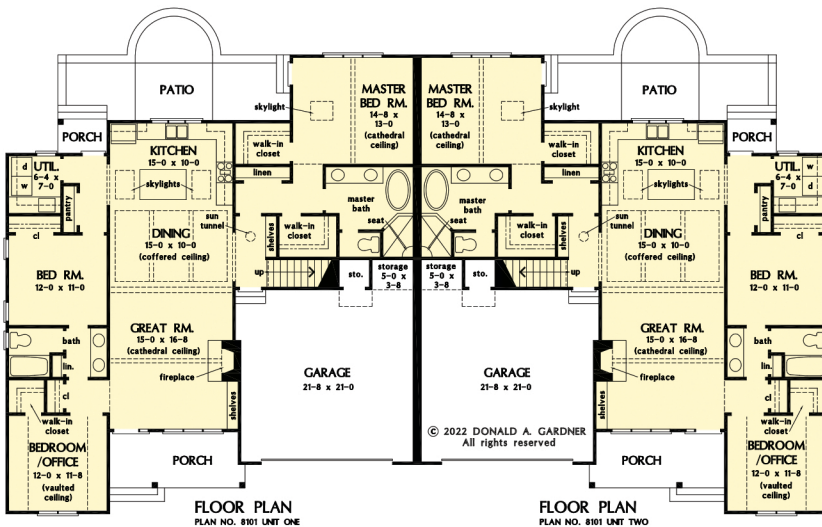 PATIO
PORCH
skylight
MASTER
BED RM.
14-8 x
13-0
(cathedral
ceiling)
KITCHEN
15-0 x 10-0
walk-in
closet
UTIL.
6-4 x
7-0
d
w
pantry
skylights
linen
master
bath
seat
cl
DINING
15-0 x 10-0
(coffered ceiling)
sun
tunnel
shelves
walk-in
closet
BED RM.
12-0 x 11-0
up
sto.
storage
5-0 x
3-8
GREAT RM.
15-0 x 16-8
(cathedral ceiling)
bath
lin.
fireplace
GARAGE
21-8 x 21-0
cl
shelves
walk-in
closet
BEDROOM
/OFFICE
12-0 x 11-8
(vaulted
ceiling)
PORCH
FLOOR PLAN
PLAN NO. 8101 UNIT ONE
PATIO
PORCH
MASTER
BED RM.
14-8 x
13-0
(cathedral
ceiling)
skylight
KITCHEN
15-0 x 10-0
walk-in
closet
UTIL.
6-4 x
7-0
d
w
pantry
skylights
linen
master
bath
seat
cl
DINING
15-0 x 10-0
(coffered ceiling)
sun
tunnel
shelves
walk-in
closet
BED RM.
12-0 x 11-0
up
sto.
storage
5-0 x
3-8
GREAT RM.
15-0 x 16-8
(cathedral ceiling)
bath
lin.
fireplace
GARAGE
21-8 x 21-0
cl
shelves
walk-in
closet
© 2022 DONALD A. GARDNER
All rights reserved
BEDROOM
/OFFICE
12-0 x 11-8
(vaulted
ceiling)
PORCH
FLOOR PLAN
PLAN NO. 8101 UNIT TWO